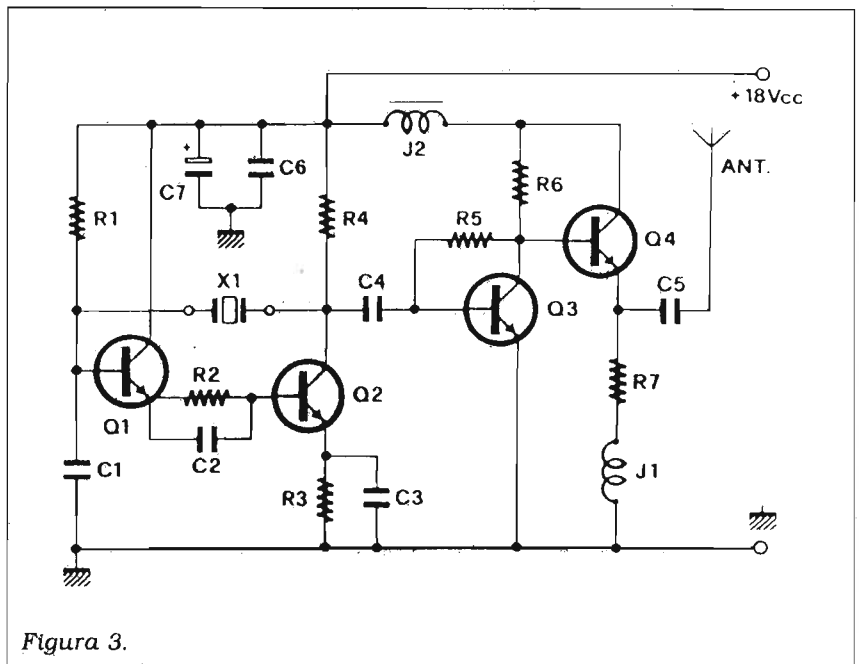 + 18Vcc
J2
ANT.
+
C7
C6
R6
R1
R4
R5
Q4
X1
C4
C5
Q3
R2
Q2
R7
Q1
C2
C1
R3
C3
J1
Figura 3.